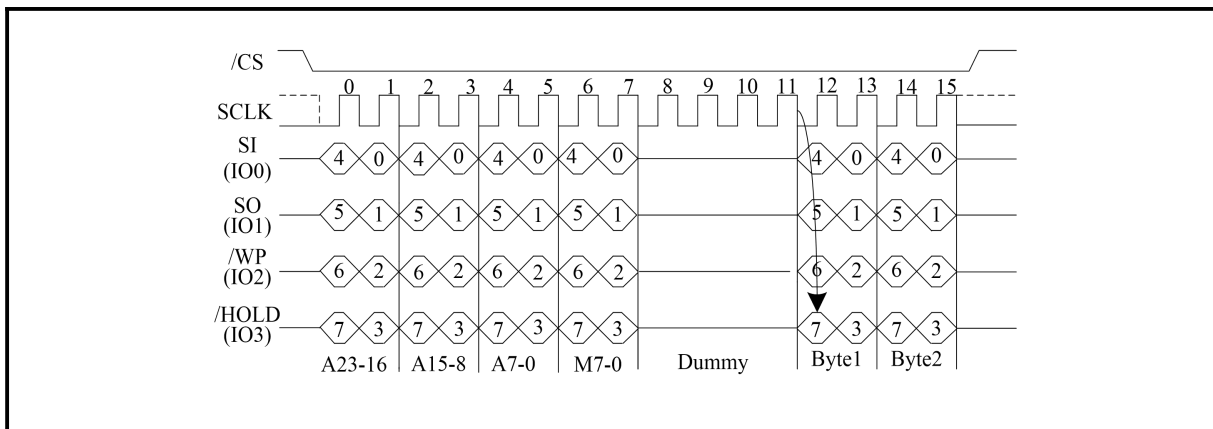 /CS
0 1 2 3 4 5 6 7 8 9 10 11 12 13 14 15
SCLK
SI
(IO0)
4 0 4 0 4 0 4 0 4 0 4 0
SO
(IO1)
5 1 5 1 5 1 5 1 5 1 5 1
/WP
(IO2)
6 2 6 2 6 2 6 2 6 2 6 2
/HOLD
(IO3)
7 3 7 3 7 3 7 3 7 3 7 3
A23-16 A15-8 A7-0 M7-0 Dummy Byte1 Byte2